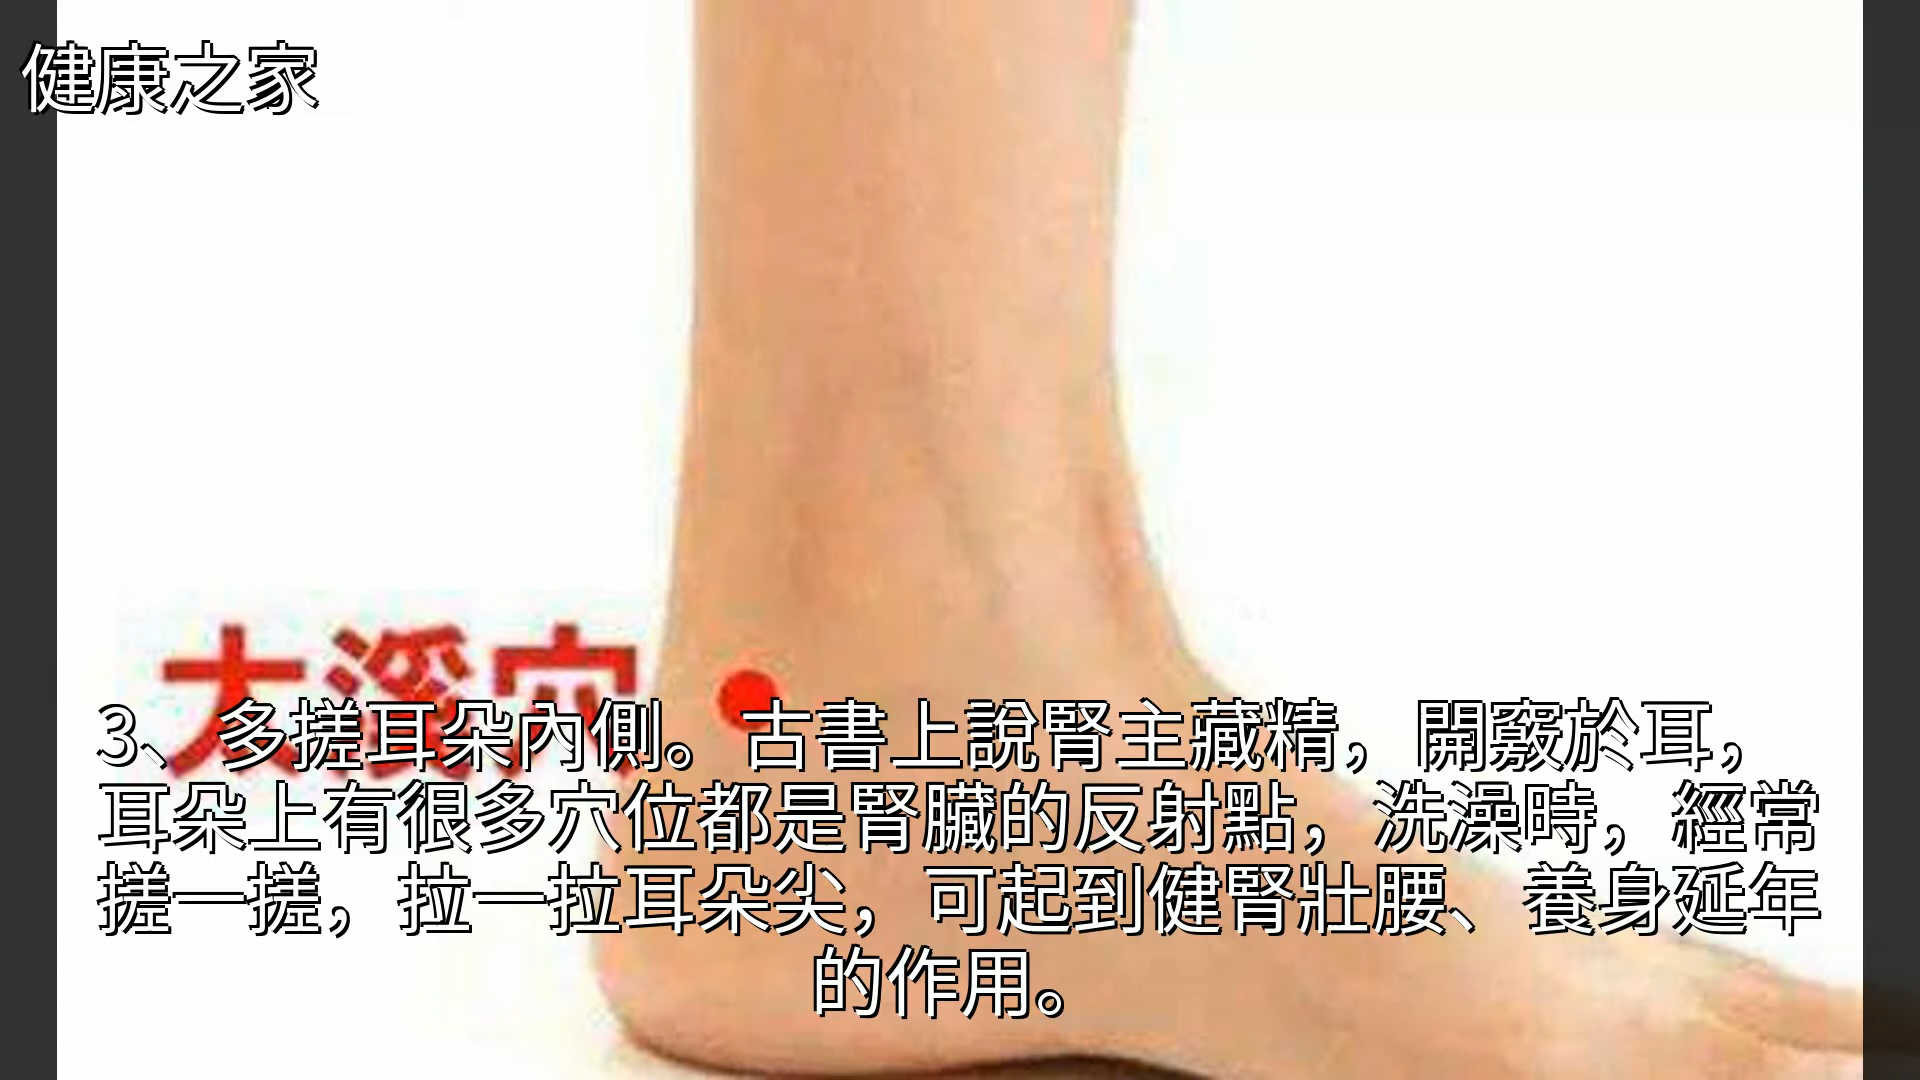 健康之家
太溪穴
3、多搓耳朵內側。古書上說腎主藏精，開竅於耳，
耳朵上有很多穴位都是腎臟的反射點，洗澡時，經常
搓一搓，拉一拉耳朵尖，可起到健腎壯腰、養身延年
的作用。